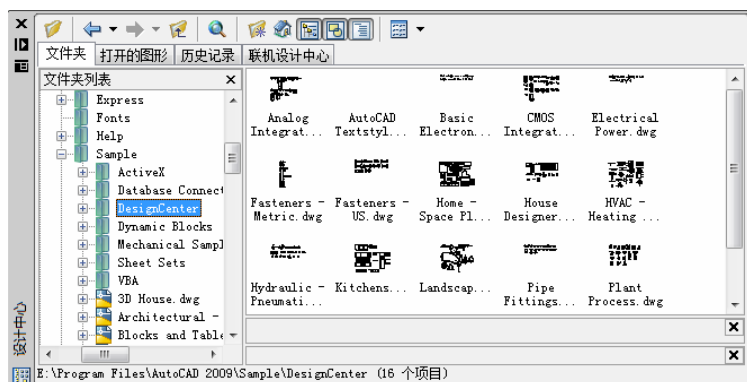 文件夹 打开的图形 历史记录 联机设计中心
文件夹列表
Express
Fonts
Help
Sample
ActiveX
Database Connect
DesignCenter
Dynamic Blocks
Mechanical Sampl
Sheet Sets
VBA
3D House.dwg
Architectural -
Blocks and Table
Analog Integrat...
AutoCAD Textstyl...
Basic Electron...
CMOS Integrat...
Electrical Power.dwg
Fasteners - Metric.dwg
Fasteners - US.dwg
Home - Space Pl...
House Designer...
HVAC - Heating ...
Hydraulic - Pneumati...
Kitchens...
Landscap...
Pipe Fittings...
Plant Process.dwg
E:\Program Files\AutoCAD 2009\Sample\DesignCenter (16 个项目)